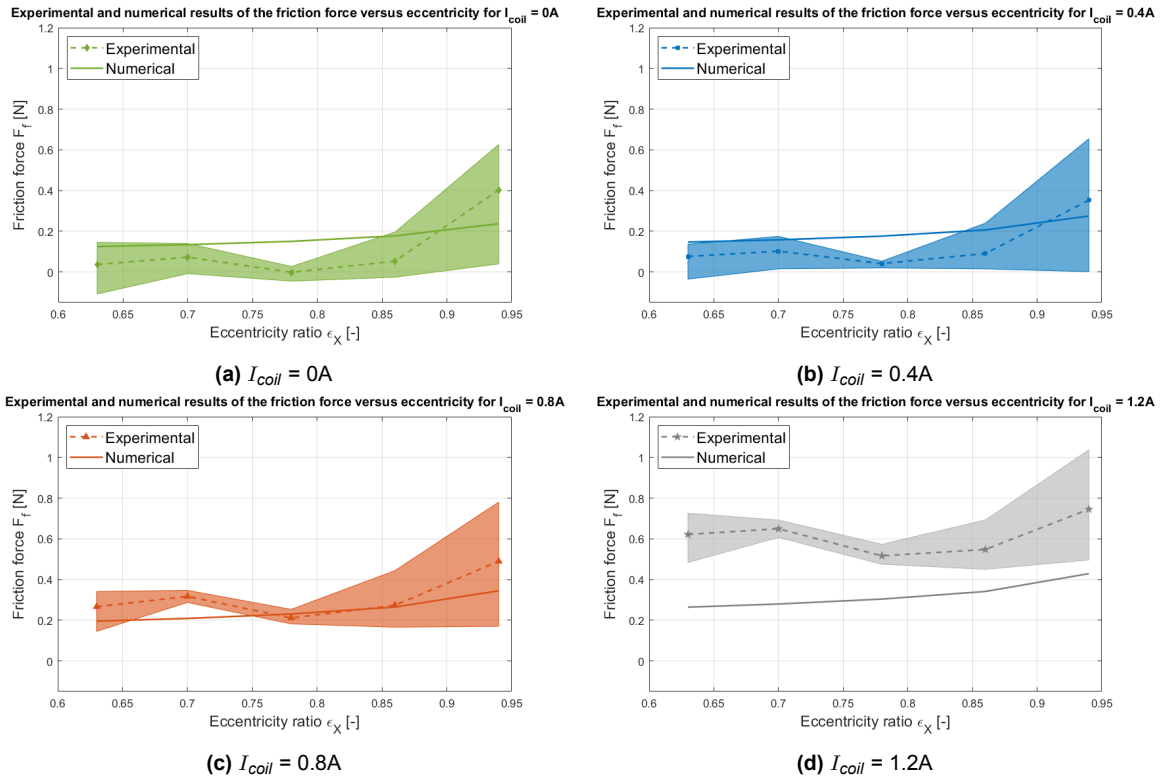 Experimental and numerical results of the friction force versus eccentricity for I_coil = 0A
1.2
1
0.8
0.6
0.4
0.2
0
Friction force F_f [N]
Experimental
Numerical
0.6
0.65
0.7
0.75
0.8
0.85
0.9
0.95
Eccentricity ratio ϵ_X [-]
(a) I_coil = 0A
Experimental and numerical results of the friction force versus eccentricity for I_coil = 0.4A
1.2
1
0.8
0.6
0.4
0.2
0
Friction force F_f [N]
Experimental
Numerical
0.6
0.65
0.7
0.75
0.8
0.85
0.9
0.95
Eccentricity ratio ϵ_X [-]
(b) I_coil = 0.4A
Experimental and numerical results of the friction force versus eccentricity for I_coil = 0.8A
1.2
1
0.8
0.6
0.4
0.2
0
Friction force F_f [N]
Experimental
Numerical
0.6
0.65
0.7
0.75
0.8
0.85
0.9
0.95
Eccentricity ratio ϵ_X [-]
(c) I_coil = 0.8A
Experimental and numerical results of the friction force versus eccentricity for I_coil = 1.2A
1.2
1
0.8
0.6
0.4
0.2
0
Friction force F_f [N]
Experimental
Numerical
0.6
0.65
0.7
0.75
0.8
0.85
0.9
0.95
Eccentricity ratio ϵ_X [-]
(d) I_coil = 1.2A